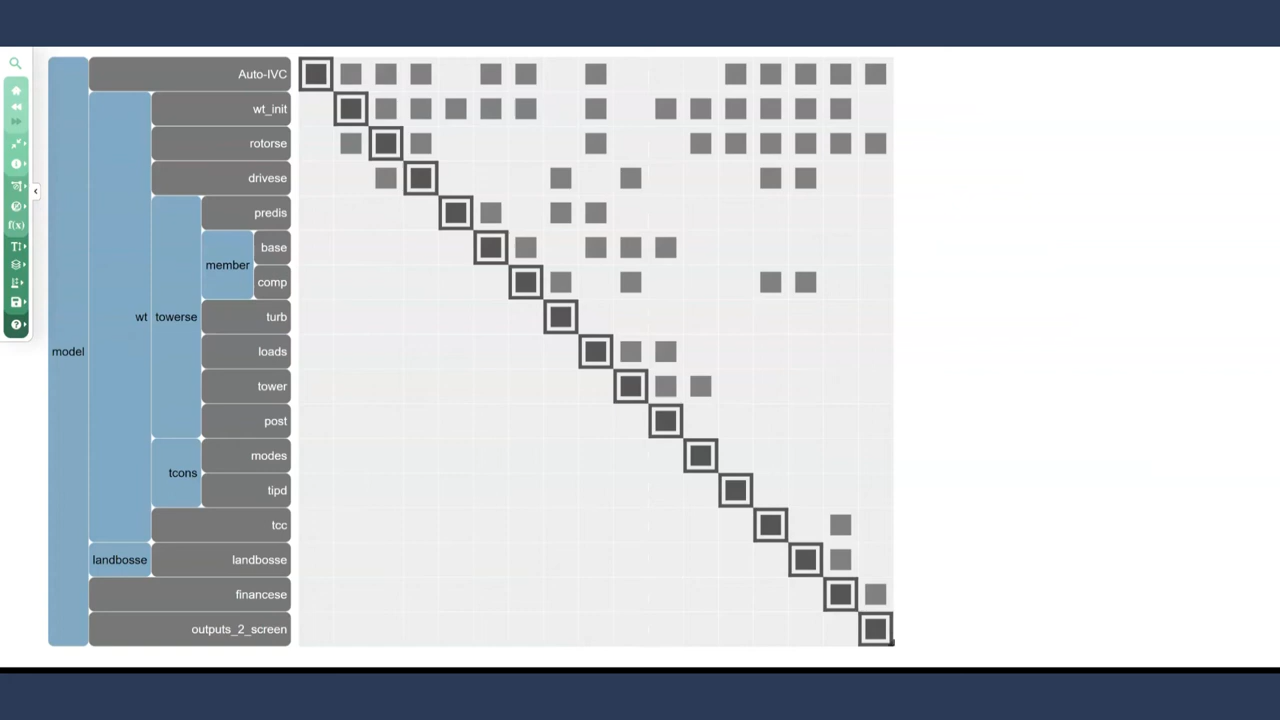 Auto-IVC
wt_init
rotorse
drivese
predis
base
member
comp
wt
towerse
turb
model
loads
tower
post
modes
tcons
tipd
tcc
landbosse
landbosse
financese
outputs_2_screen
f(x)